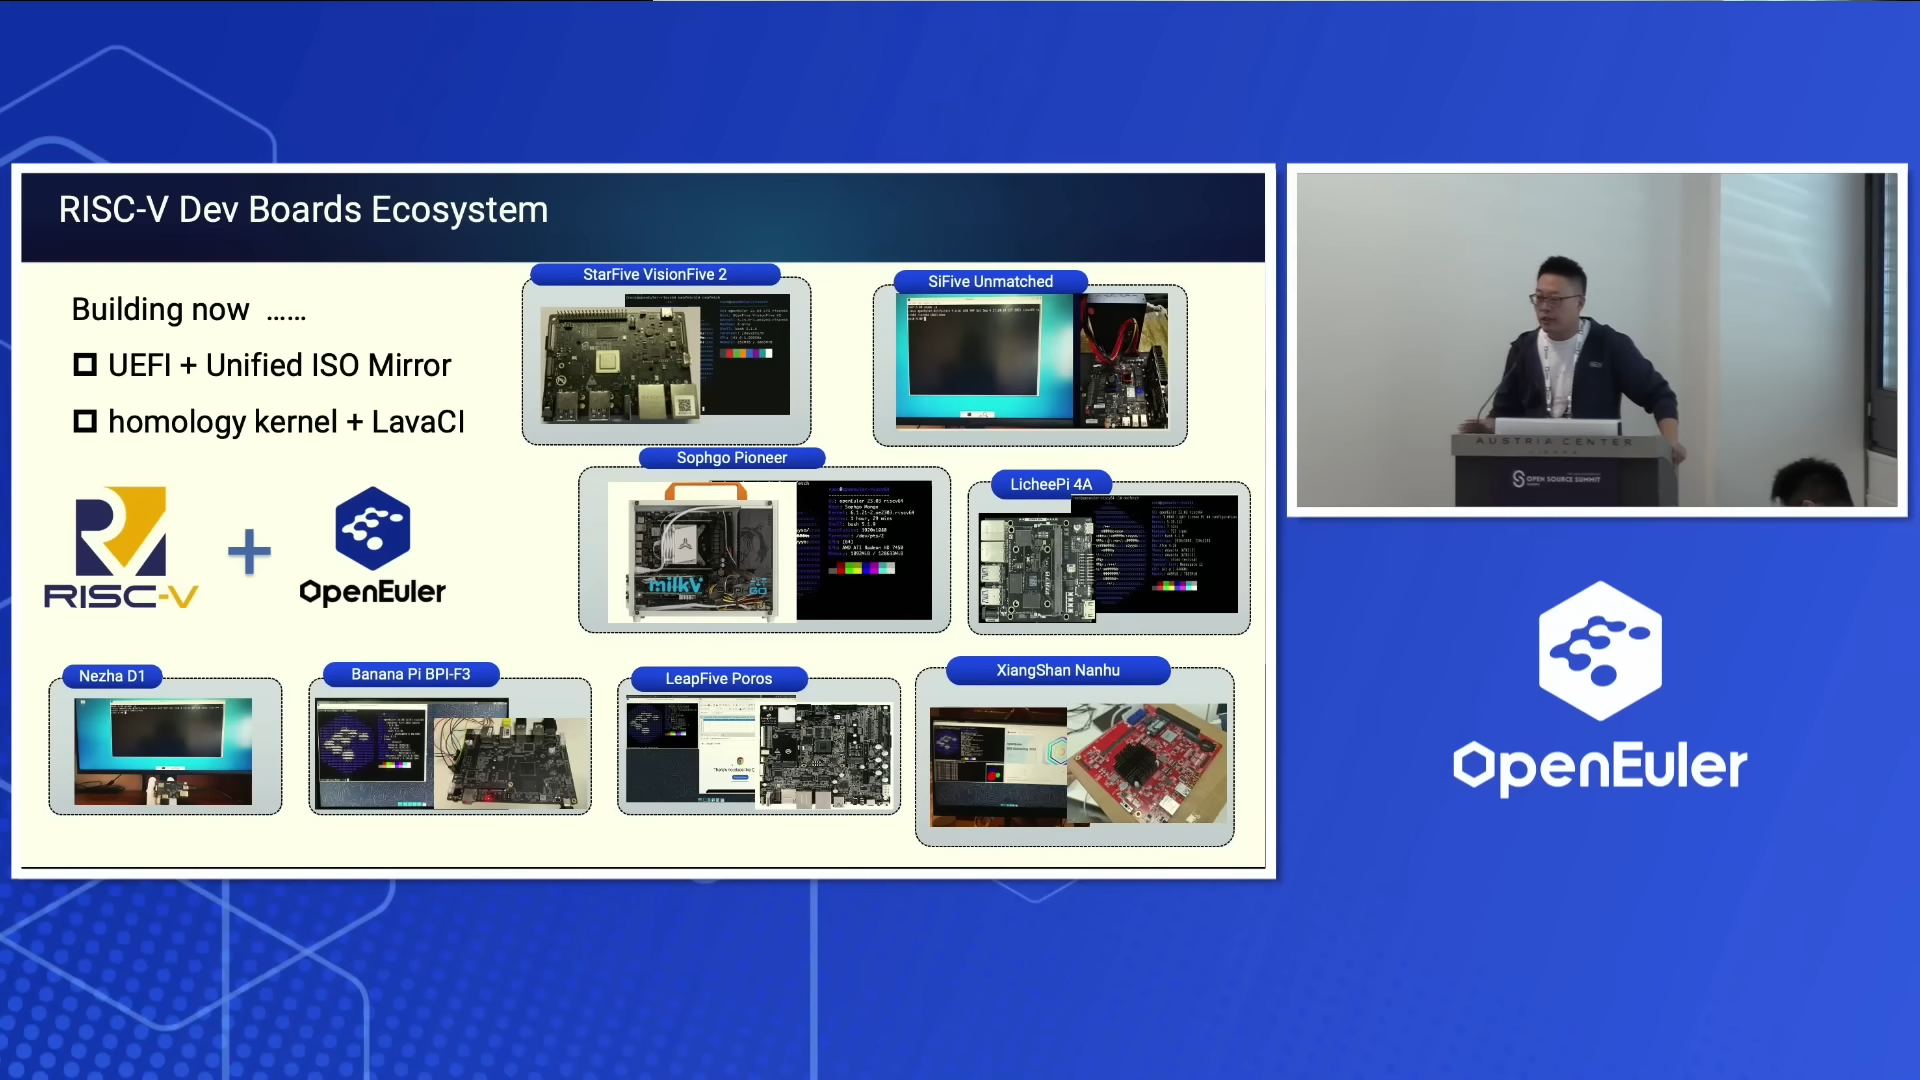 RISC-V Dev Boards Ecosystem
Building now ......
UEFI + Unified ISO Mirror
homology kernel + LavaCI
StarFive VisionFive 2
SiFive Unmatched
Sophgo Pioneer
milkv
LicheePi 4A
RISC-V
+
OpenEuler
Nezha D1
Banana Pi BPI-F3
LeapFive Poros
XiangShan Nanhu
AUSTRIA CENTER
OPEN SOURCE SUMMIT
OpenEuler